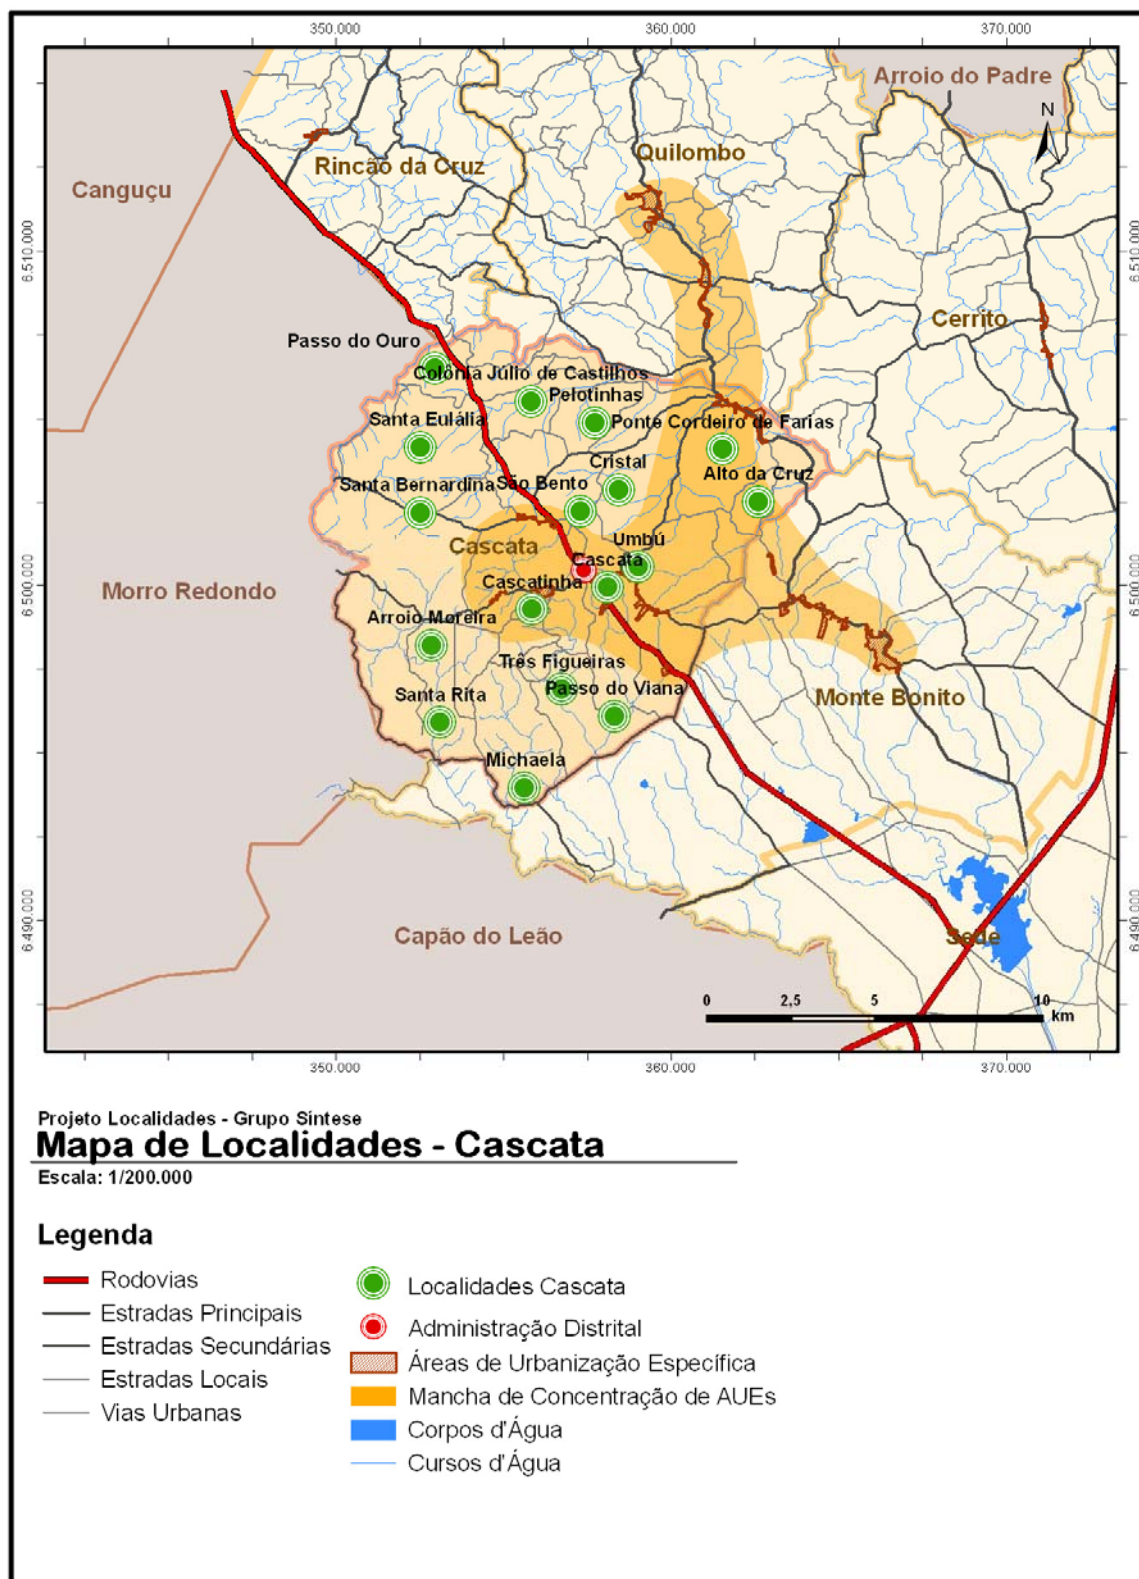 350.000
360.000
370.000
Arroio do Padre
N
Quilombo
Rincão da Cruz
Canguçu
6.510.000
6.510.000
Cerrito
Passo do Ouro
Colônia Júlio de Castilhos
Pelotinhas
Santa Eulália
Ponte Cordeiro de Farias
Cristal
Alto da Cruz
Santa Bernardina
São Bento
Umbú
Cascata
Cascata
Cascatinha
6.500.000
6.500.000
Morro Redondo
Arroio Moreira
Três Figueiras
Santa Rita
Passo do Viana
Monte Bonito
Michaela
6.490.000
6.490.000
Capão do Leão
Sede
0 2,5 5 10
km
350.000
360.000
370.000
Projeto Localidades - Grupo Síntese
Mapa de Localidades - Cascata
Escala: 1/200.000
Legenda
Rodovias
Estradas Principais
Estradas Secundárias
Estradas Locais
Vias Urbanas
Localidades Cascata
Administração Distrital
Áreas de Urbanização Específica
Mancha de Concentração de AUEs
Corpos d'Água
Cursos d'Água